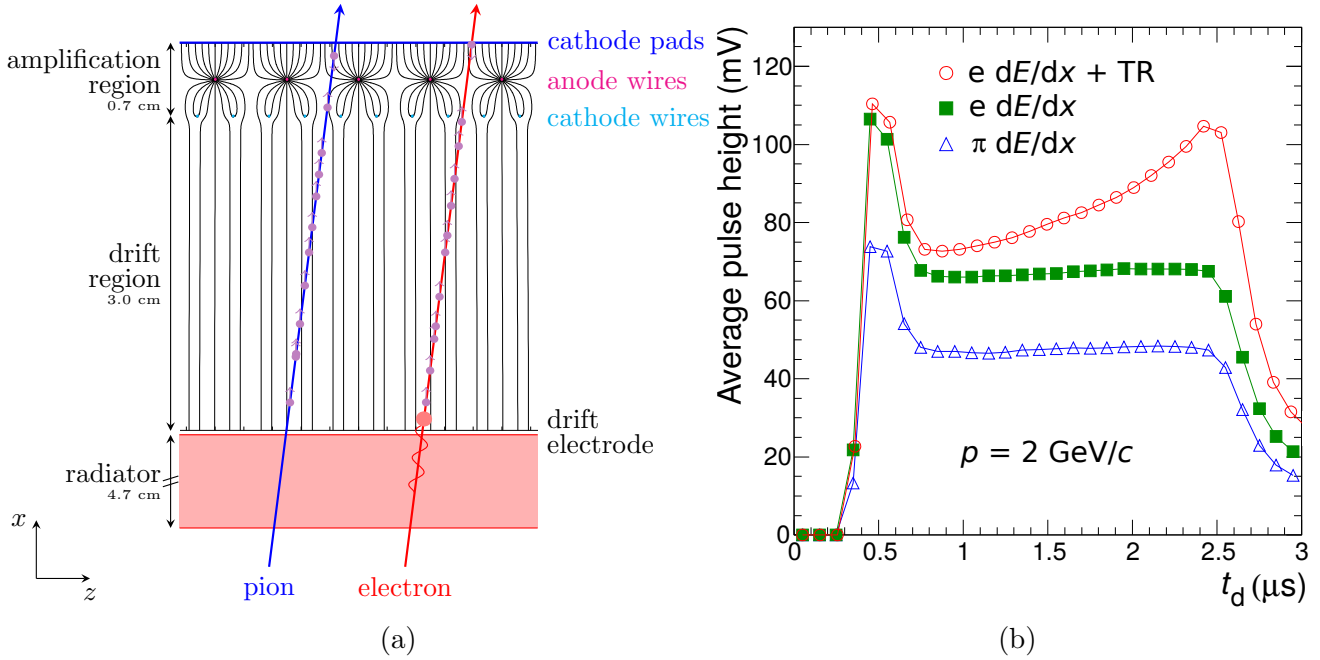 cathode pads
amplification
region
0.7 cm
anode wires
cathode wires
drift
region
3.0 cm
drift
electrode
radiator
4.7 cm
x
z
pion
electron
(a)
Average pulse height (mV)
120
100
80
60
40
20
0
e dE/dx + TR
e dE/dx
π dE/dx
p = 2 GeV/c
0 0.5 1 1.5 2 2.5 3
t_d (μs)
(b)